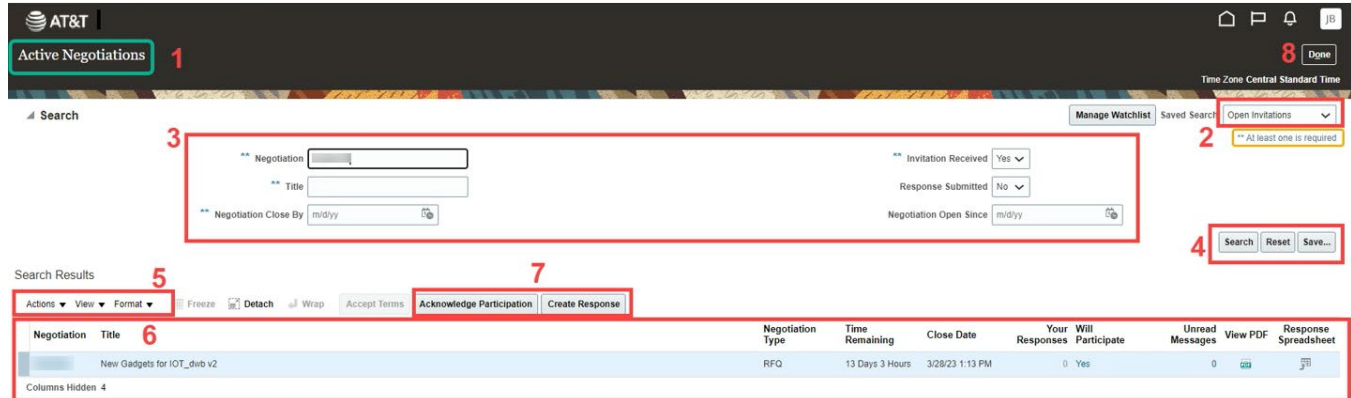 AT&T
JB
Active Negotiations 1
8 Done
Time Zone Central Standard Time
Search
Manage Watchlist Saved Search Open Invitations
2 ** At least one is required
3
** Negotiation
** Invitation Received Yes
** Title
Response Submitted No
** Negotiation Close By m/d/yy
Negotiation Open Since m/d/yy
4 Search Reset Save...
Search Results
5 7
Actions View Format Freeze Detach Wrap Accept Terms Acknowledge Participation Create Response
6
Negotiation Title Negotiation Type Time Remaining Close Date Your Responses Will Participate Unread Messages View PDF Response Spreadsheet
New Gadgets for IOT_dwb v2 RFQ 13 Days 3 Hours 3/28/23 1:13 PM 0 Yes 0
Columns Hidden 4